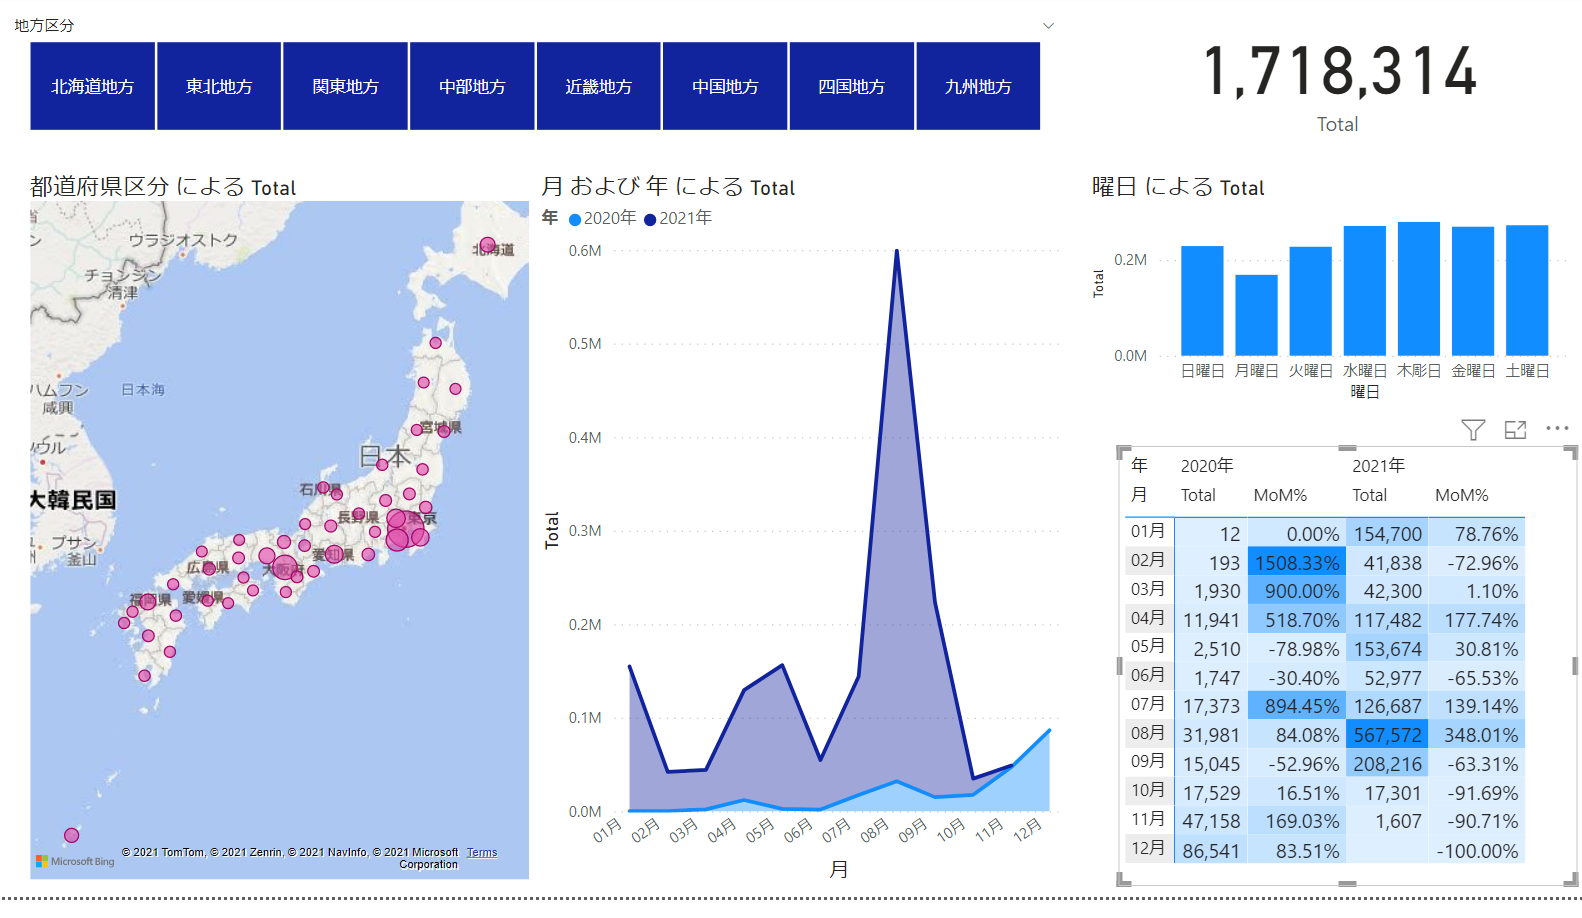 地方区分
北海道地方 東北地方 関東地方 中部地方 近畿地方 中国地方 四国地方 九州地方
1,718,314
Total
都道府県区分 による Total
ウラジオストク
チョンジン
清津
北海道
ハムフン
咸興
日本海
ソウル
大韓民国
プサン
釜山
日本
宮城県
石川県
長野県
東京
愛知県
大阪府
広島県
福岡県
愛媛県
Microsoft Bing
© 2021 TomTom, © 2021 Zenrin, © 2021 NavInfo, © 2021 Microsoft Corporation Terms
月 および 年 による Total
年 2020年 2021年
0.6M
0.5M
0.4M
0.3M
0.2M
0.1M
0.0M
Total
01月 02月 03月 04月 05月 06月 07月 08月 09月 10月 11月 12月
月
曜日 による Total
0.2M
0.0M
Total
日曜日 月曜日 火曜日 水曜日 木彫日 金曜日 土曜日
曜日
年 2020年 2021年
月 Total MoM% Total MoM%
01月 12 0.00% 154,700 78.76%
02月 193 1508.33% 41,838 -72.96%
03月 1,930 900.00% 42,300 1.10%
04月 11,941 518.70% 117,482 177.74%
05月 2,510 -78.98% 153,674 30.81%
06月 1,747 -30.40% 52,977 -65.53%
07月 17,373 894.45% 126,687 139.14%
08月 31,981 84.08% 567,572 348.01%
09月 15,045 -52.96% 208,216 -63.31%
10月 17,529 16.51% 17,301 -91.69%
11月 47,158 169.03% 1,607 -90.71%
12月 86,541 83.51% -100.00%